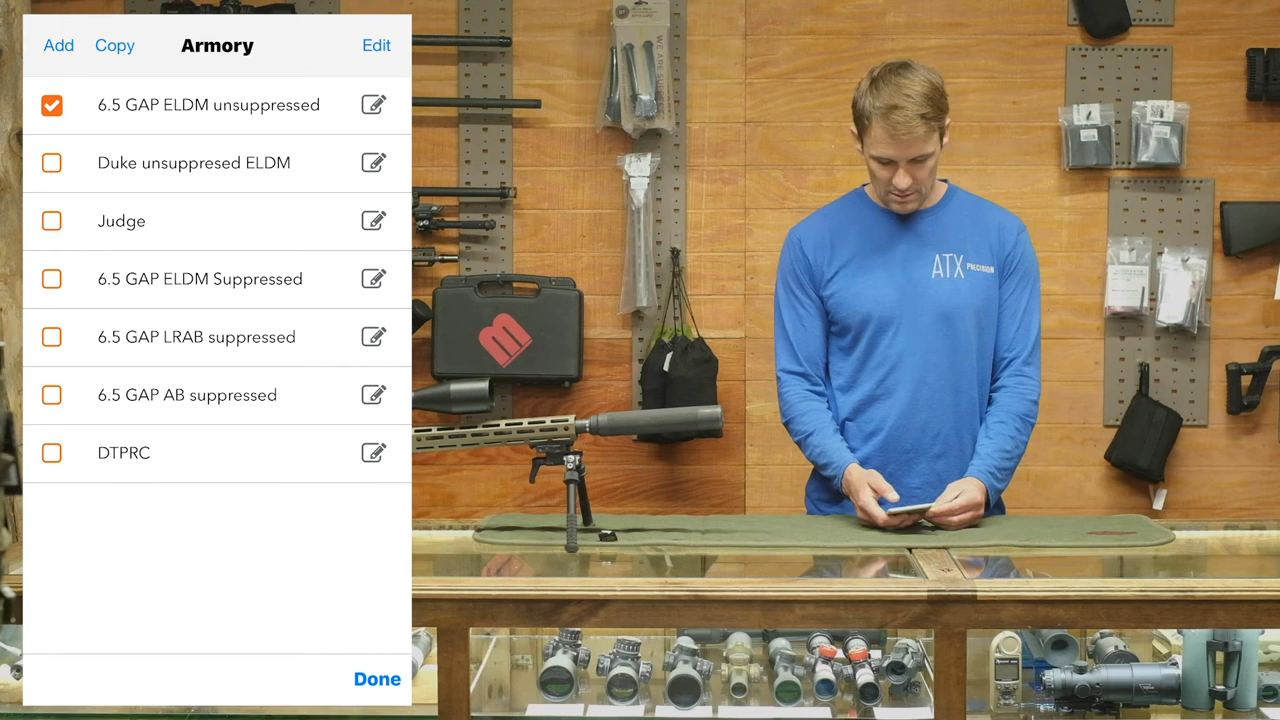 Add Copy Armory Edit
6.5 GAP ELDM unsuppressed
Duke unsuppresed ELDM
Judge
6.5 GAP ELDM Suppressed
6.5 GAP LRAB suppressed
6.5 GAP AB suppressed
DTPRC
Done
ATX PRECISION